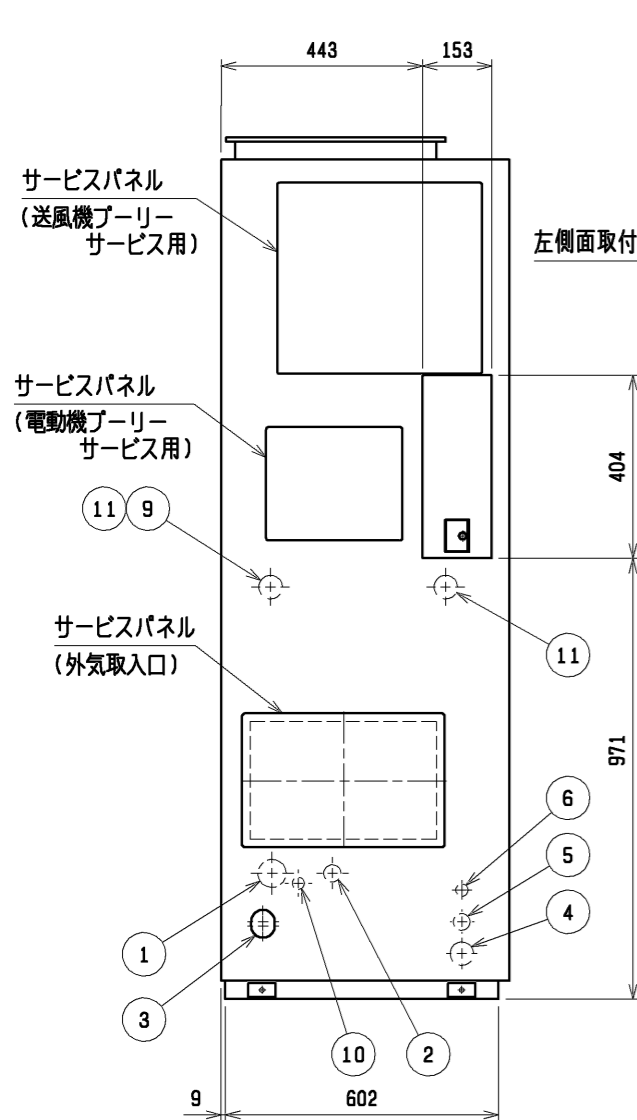 443
153
サービスパネル
(送風機プーリー
サービス用)
左側面取付
サービスパネル
(電動機プーリー
サービス用)
404
11
9
サービスパネル
(外気取入口)
11
971
6
5
4
1
3
10
2
9
602